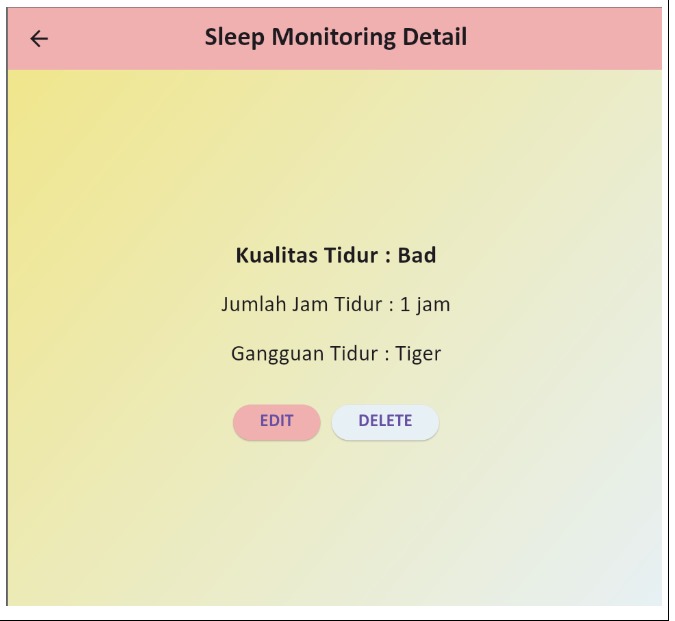 Sleep Monitoring Detail
Kualitas Tidur : Bad
Jumlah Jam Tidur : 1 jam
Gangguan Tidur : Tiger
EDIT
DELETE